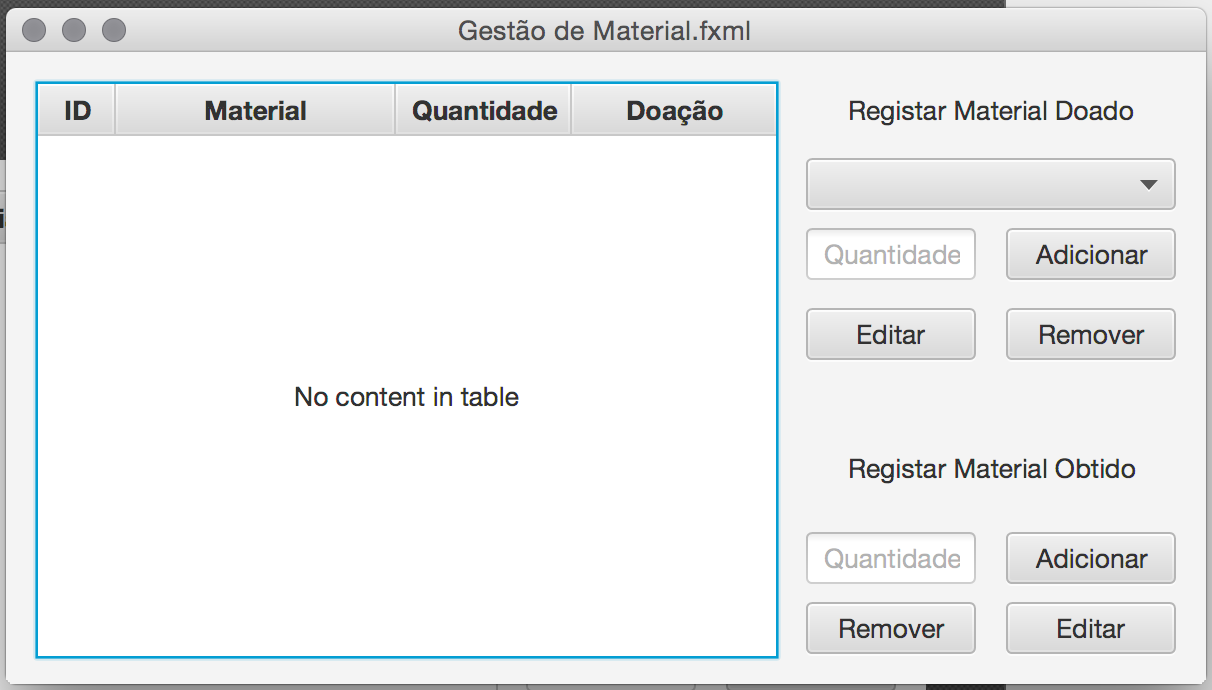 Gestão de Material.fxml
ID Material Quantidade Doação
No content in table
Registar Material Doado
Quantidade Adicionar
Editar Remover
Registar Material Obtido
Quantidade Adicionar
Remover Editar